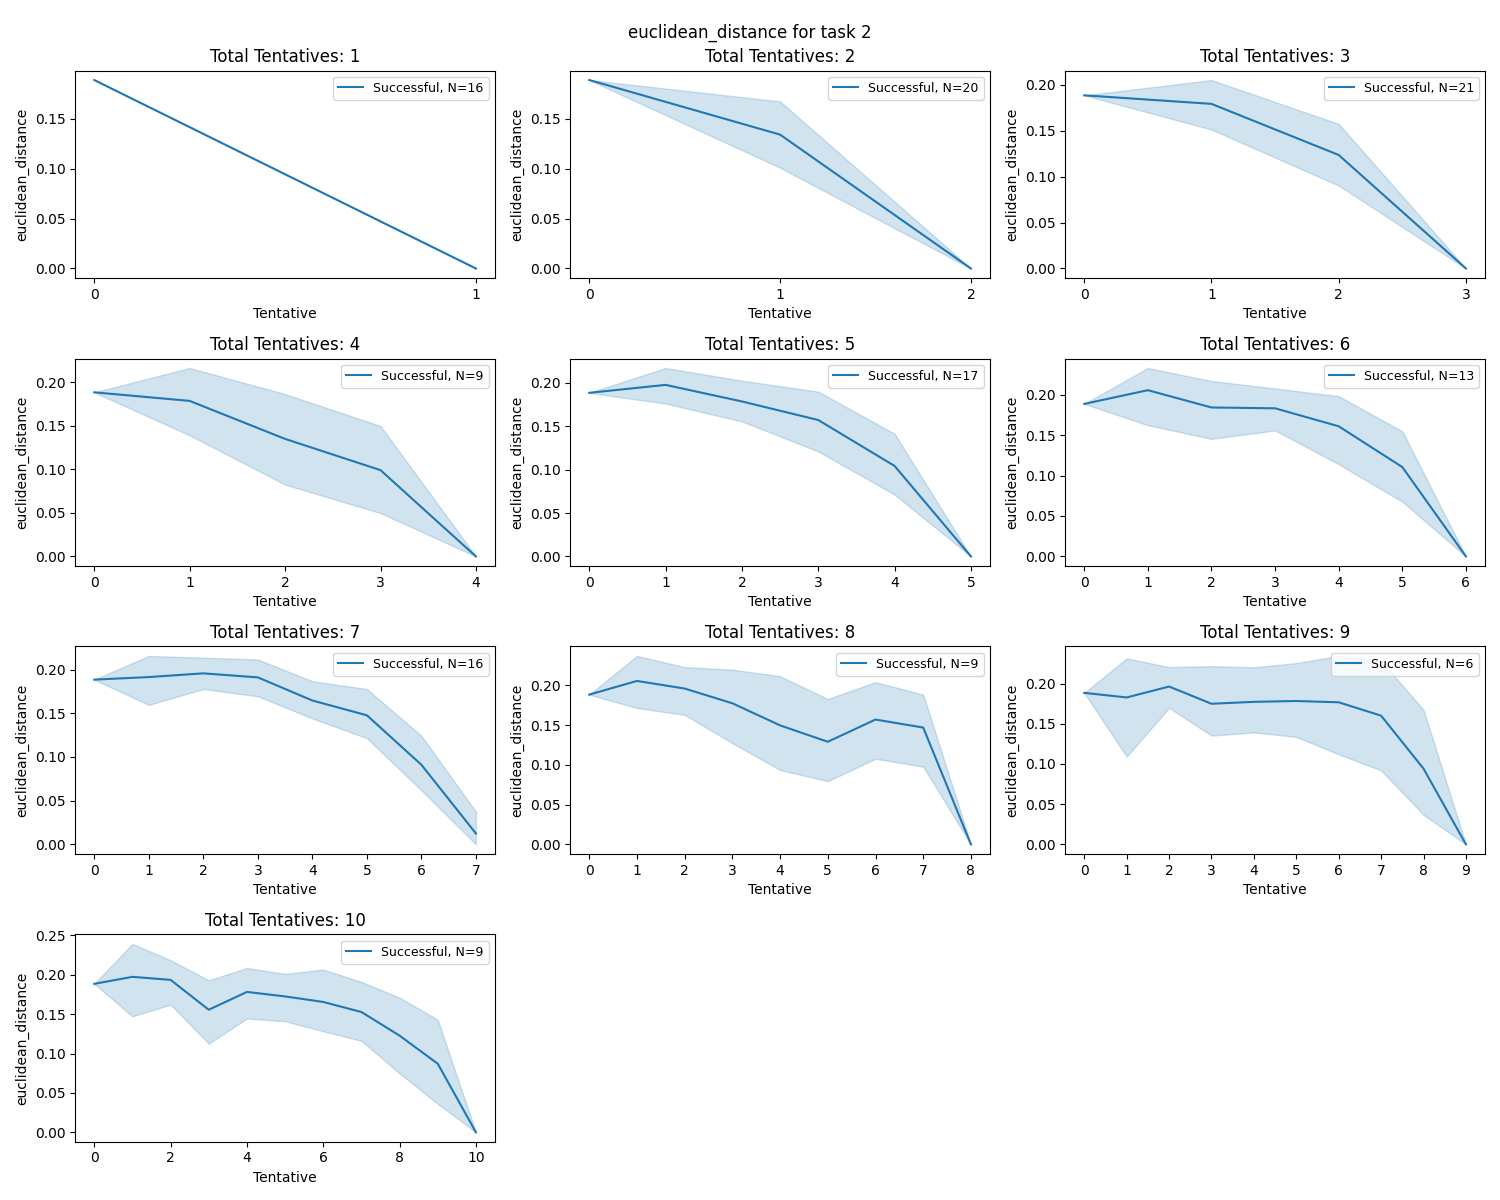 euclidean_distance for task 2
Total Tentatives: 1
Successful, N=16
euclidean_distance
0.15
0.10
0.05
0.00
0 1
Tentative
Total Tentatives: 2
Successful, N=20
euclidean_distance
0.15
0.10
0.05
0.00
0 1 2
Tentative
Total Tentatives: 3
Successful, N=21
euclidean_distance
0.20
0.15
0.10
0.05
0.00
0 1 2 3
Tentative
Total Tentatives: 4
Successful, N=9
euclidean_distance
0.20
0.15
0.10
0.05
0.00
0 1 2 3 4
Tentative
Total Tentatives: 5
Successful, N=17
euclidean_distance
0.20
0.15
0.10
0.05
0.00
0 1 2 3 4 5
Tentative
Total Tentatives: 6
Successful, N=13
euclidean_distance
0.20
0.15
0.10
0.05
0.00
0 1 2 3 4 5 6
Tentative
Total Tentatives: 7
Successful, N=16
euclidean_distance
0.20
0.15
0.10
0.05
0.00
0 1 2 3 4 5 6 7
Tentative
Total Tentatives: 8
Successful, N=9
euclidean_distance
0.20
0.15
0.10
0.05
0.00
0 1 2 3 4 5 6 7 8
Tentative
Total Tentatives: 9
Successful, N=6
euclidean_distance
0.20
0.15
0.10
0.05
0.00
0 1 2 3 4 5 6 7 8 9
Tentative
Total Tentatives: 10
Successful, N=9
euclidean_distance
0.25
0.20
0.15
0.10
0.05
0.00
0 2 4 6 8 10
Tentative